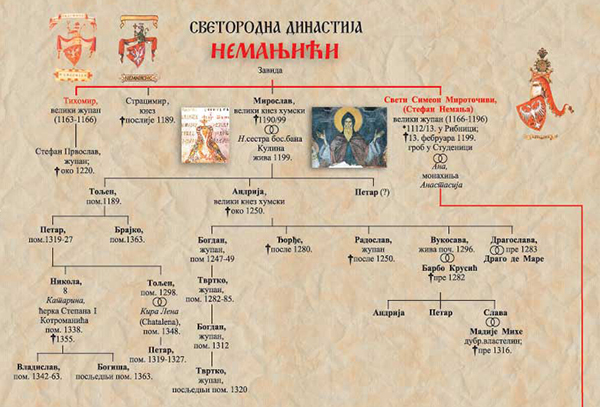 СВЕТОРОДНА ДИНАСТИЈА
НЕМАЊИЋИ
Завида
Тихомир,
велики жупан
(1163-1166)
Страцимир,
кнез
✝послије 1189.
Мирослав,
велики кнез хумски
✝1190/99
Н.сестра бос.бана
Кулина
жива 1199.
Свети Симеон Мироточиви,
(Стефан Немања)
велики жупан (1166-1196)
*1112/13. у Рибници;
✝13. фебруара 1199.
гроб у Студеници
Ана,
монахиња
Анастасија
Стефан Првослав,
жупан;
✝око 1220.
Тољен,
пом.1189.
Андрија,
велики кнез хумски
✝око 1250.
Петар (?)
Петар,
пом.1319-27
Брајко,
пом.1363.
Богдан,
жупан,
пом 1247-49
Ђорђе,
✝после 1280.
Радослав,
жупан
✝после 1250.
Вукосава,
жива поч. 1296.
Барбо Крусић
✝пре 1282
Драгослава,
пре 1283
Драго де Маре
Никола,
8
Катарина,
ћерка Степана I
Котроманића
пом. 1338.
✝1355.
Тољен,
пом. 1298.
Кира Лена
(Chatalena),
пом. 1348.
Твртко,
жупан,
пом. 1282-85.
Андрија
Петар
Слава
Мадије Михе
дубр.властелин;
✝пре 1316.
Богдан,
жупан,
пом. 1312
Петар,
пом. 1319-1327.
Владислав,
пом. 1342-63.
Богиша,
посљедњи пом. 1363.
Твртко,
жупан,
посљедњи пом. 1320